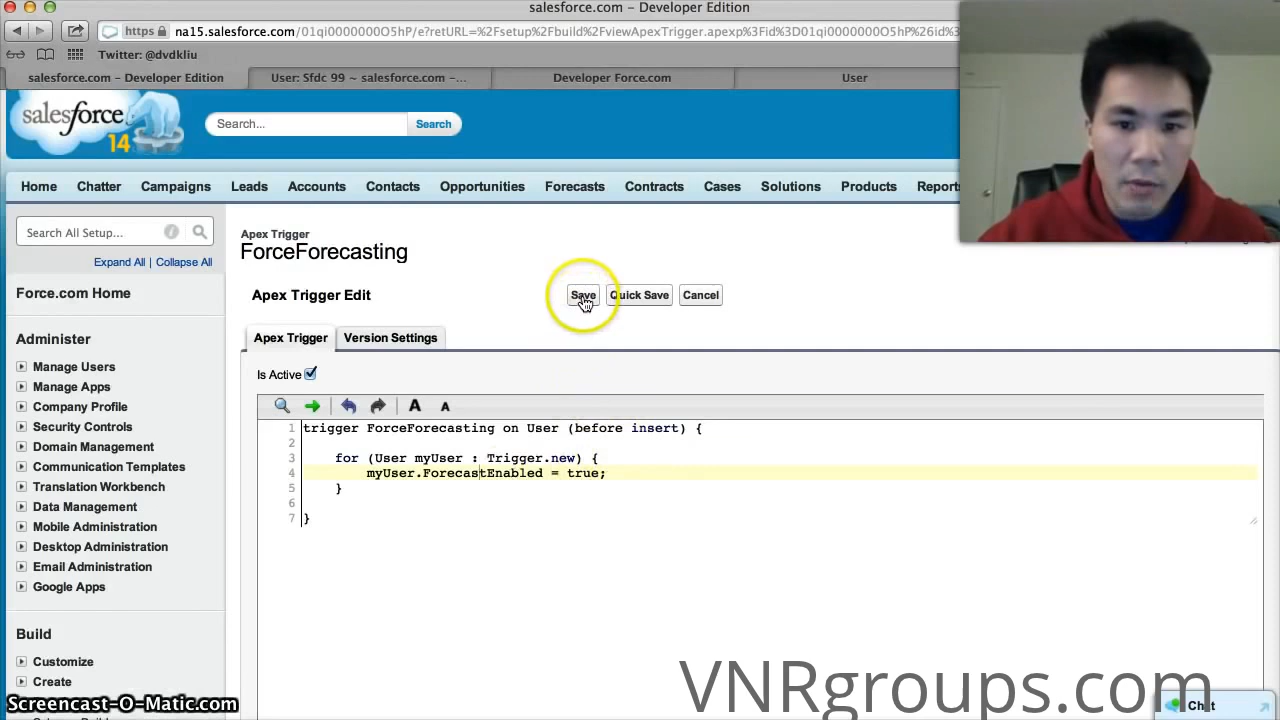 salesforce.com - Developer Edition
https na15.salesforce.com/01qi0000000O5hP/e?retURL=%2Fsetup%2Fbuild%2FviewApexTrigger.apexp%3Fid%3D01qi0000000O5hP%26id%
Twitter: @dvdkliu
salesforce.com - Developer Edition
User: Sfdc 99 ~ salesforce.com -...
Developer Force.com
User
salesforce
14
Search...
Search
Home Chatter Campaigns Leads Accounts Contacts Opportunities Forecasts Contracts Cases Solutions Products Reports
Search All Setup...
Expand All | Collapse All
Force.com Home
Administer
Manage Users
Manage Apps
Company Profile
Security Controls
Domain Management
Communication Templates
Translation Workbench
Data Management
Mobile Administration
Desktop Administration
Email Administration
Google Apps
Build
Customize
Create
Apex Trigger
ForceForecasting
Apex Trigger Edit
Save Quick Save Cancel
Apex Trigger Version Settings
Is Active
A A
1 trigger ForceForecasting on User (before insert) {
2
3 for (User myUser : Trigger.new) {
4 myUser.ForecastEnabled = true;
5 }
6
7 }
Screencast-O-Matic.com
VNRgroups.com
Chat